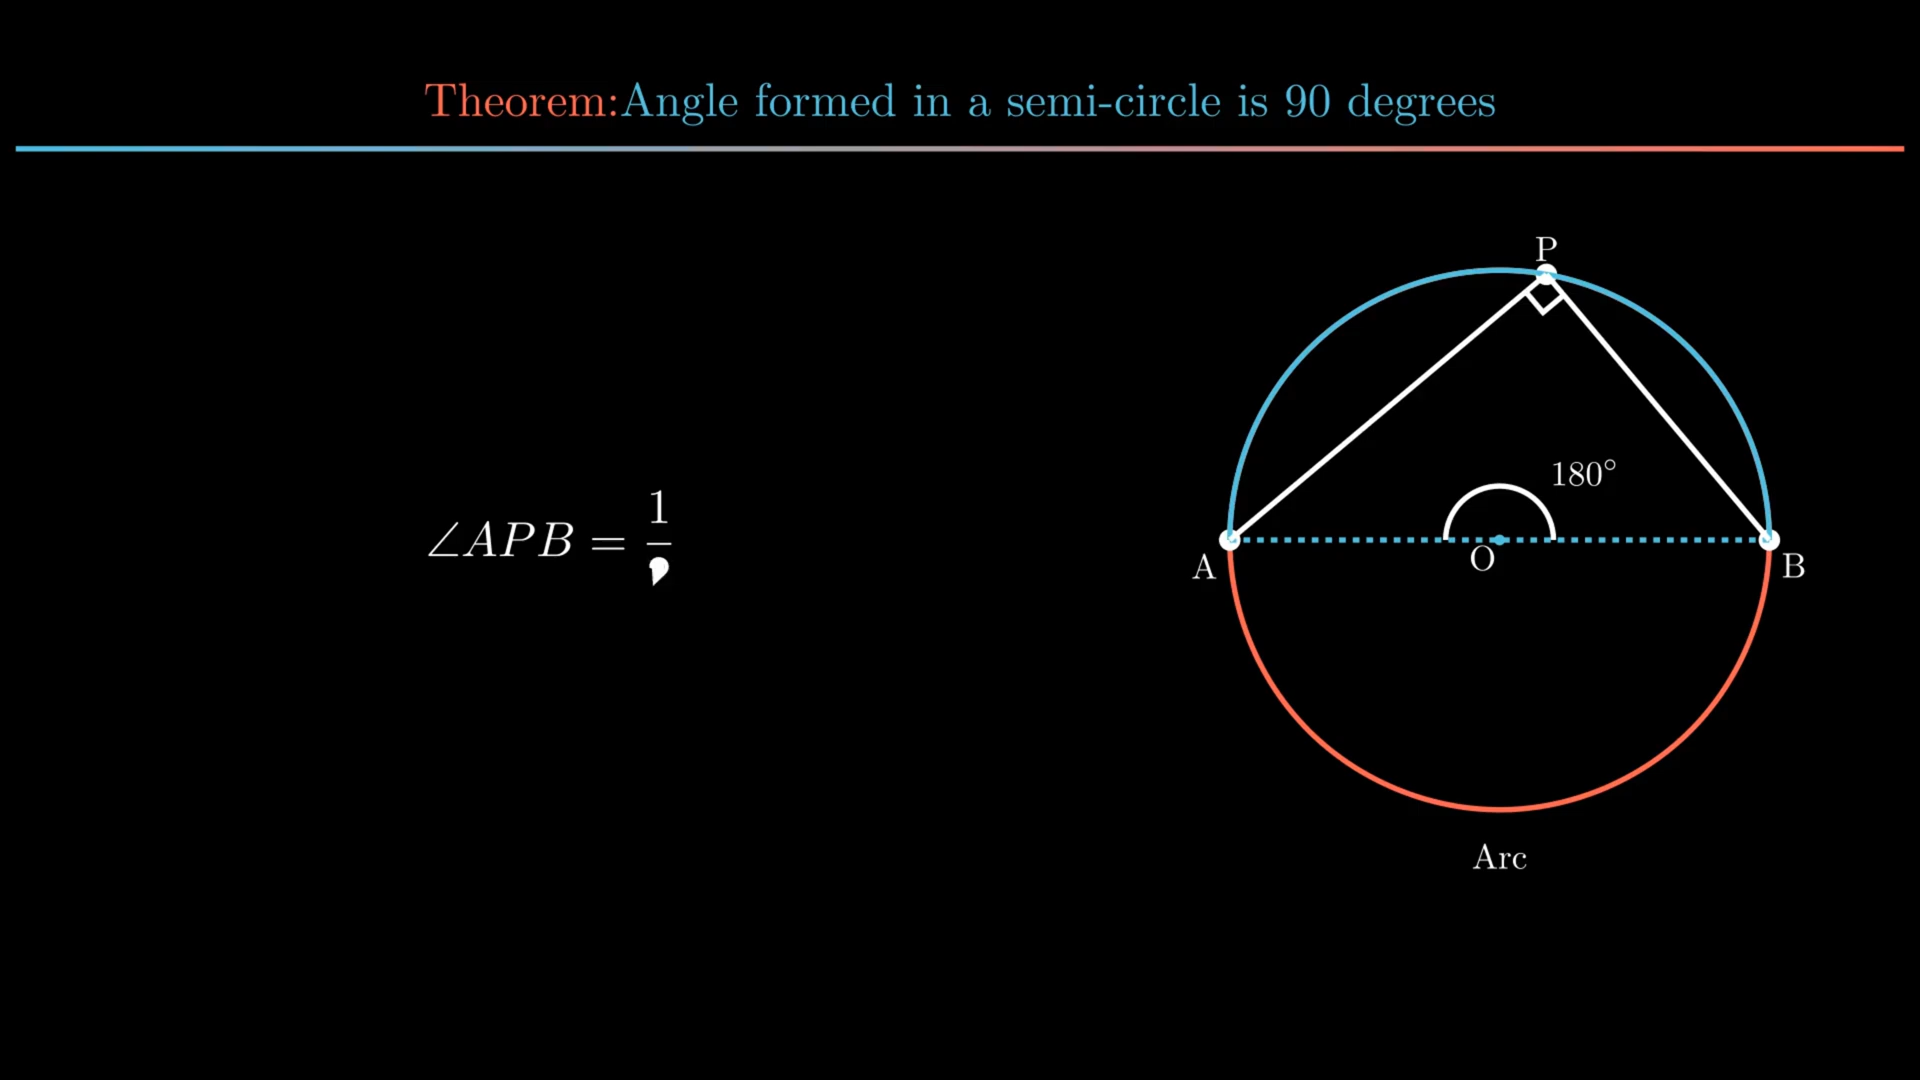 Theorem:Angle formed in a semi-circle is 90 degrees
P
180°
∠APB = 1
A
O
B
Arc